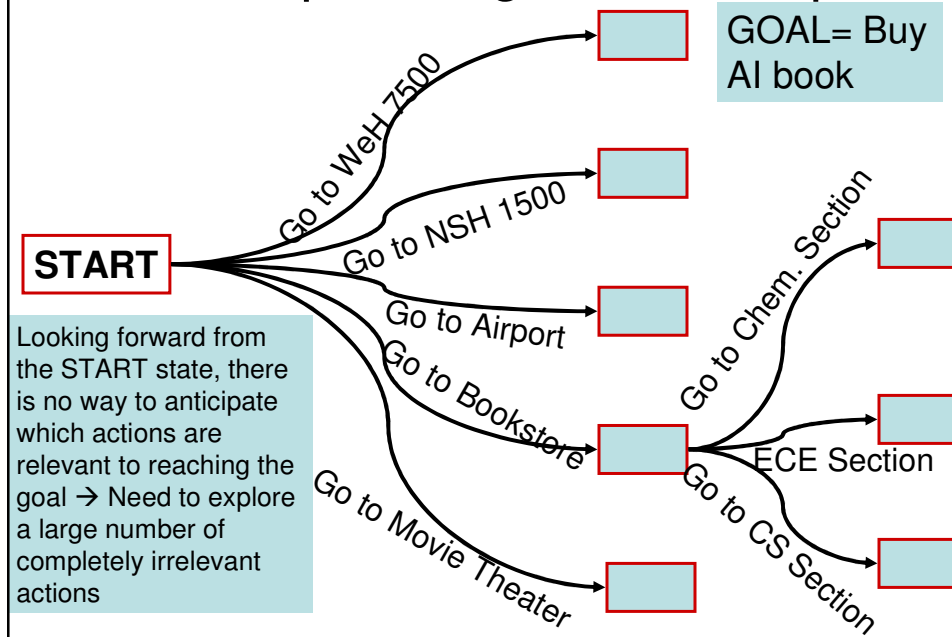 GOAL= Buy
AI book
Go to WeH 7500
Go to NSH 1500
START
Go to Airport
Go to Bookstore
Go to Movie Theater
Go to Chem. Section
ECE Section
Go to CS Section
Looking forward from
the START state, there
is no way to anticipate
which actions are
relevant to reaching the
goal → Need to explore
a large number of
completely irrelevant
actions